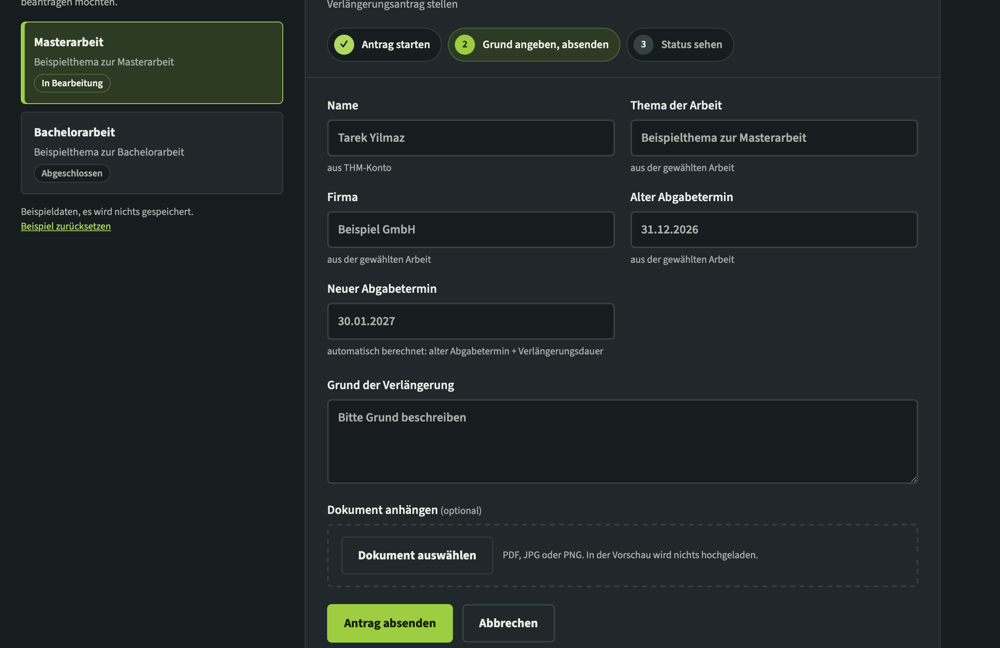 beantragen möchten.
Masterarbeit
Beispielthema zur Masterarbeit
In Bearbeitung
Bachelorarbeit
Beispielthema zur Bachelorarbeit
Abgeschlossen
Beispieldaten, es wird nichts gespeichert.
Beispiel zurücksetzen
Verlängerungsantrag stellen
Antrag starten
2 Grund angeben, absenden
3 Status sehen
Name
Tarek Yilmaz
aus THM-Konto
Thema der Arbeit
Beispielthema zur Masterarbeit
aus der gewählten Arbeit
Firma
Beispiel GmbH
aus der gewählten Arbeit
Alter Abgabetermin
31.12.2026
aus der gewählten Arbeit
Neuer Abgabetermin
30.01.2027
automatisch berechnet: alter Abgabetermin + Verlängerungsdauer
Grund der Verlängerung
Bitte Grund beschreiben
Dokument anhängen (optional)
Dokument auswählen
PDF, JPG oder PNG. In der Vorschau wird nichts hochgeladen.
Antrag absenden
Abbrechen